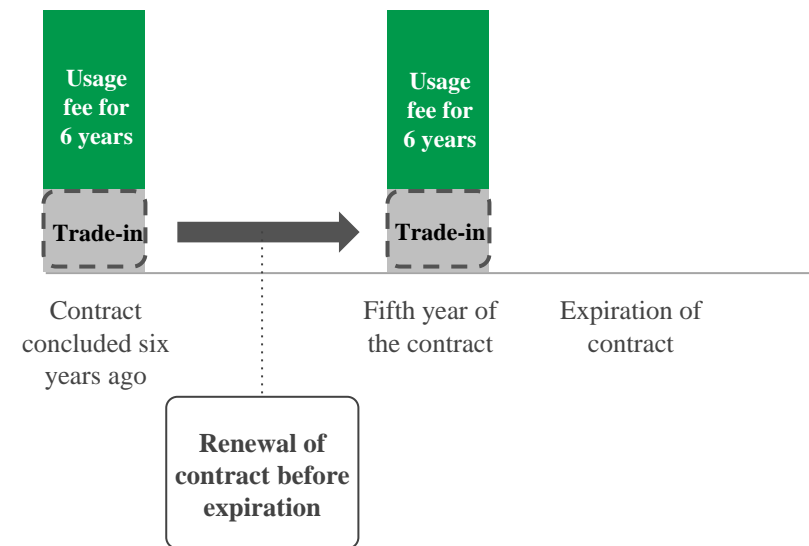 Usage
fee for
6 years
Usage
fee for
6 years
Trade-in
Trade-in
Contract
concluded six
years ago
Fifth year of
the contract
Expiration of
contract
Renewal of
contract before
expiration